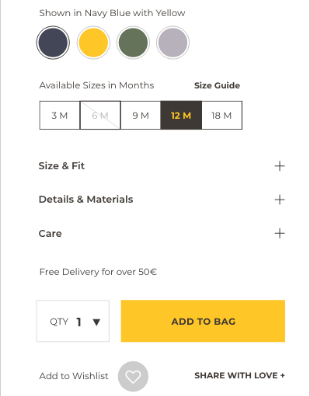 Shown in Navy Blue with Yellow
Available Sizes in Months Size Guide
3 M 6 M 9 M 12 M 18 M
Size & Fit
Details & Materials
Care
Free Delivery for over 50€
QTY 1 ADD TO BAG
Add to Wishlist SHARE WITH LOVE +